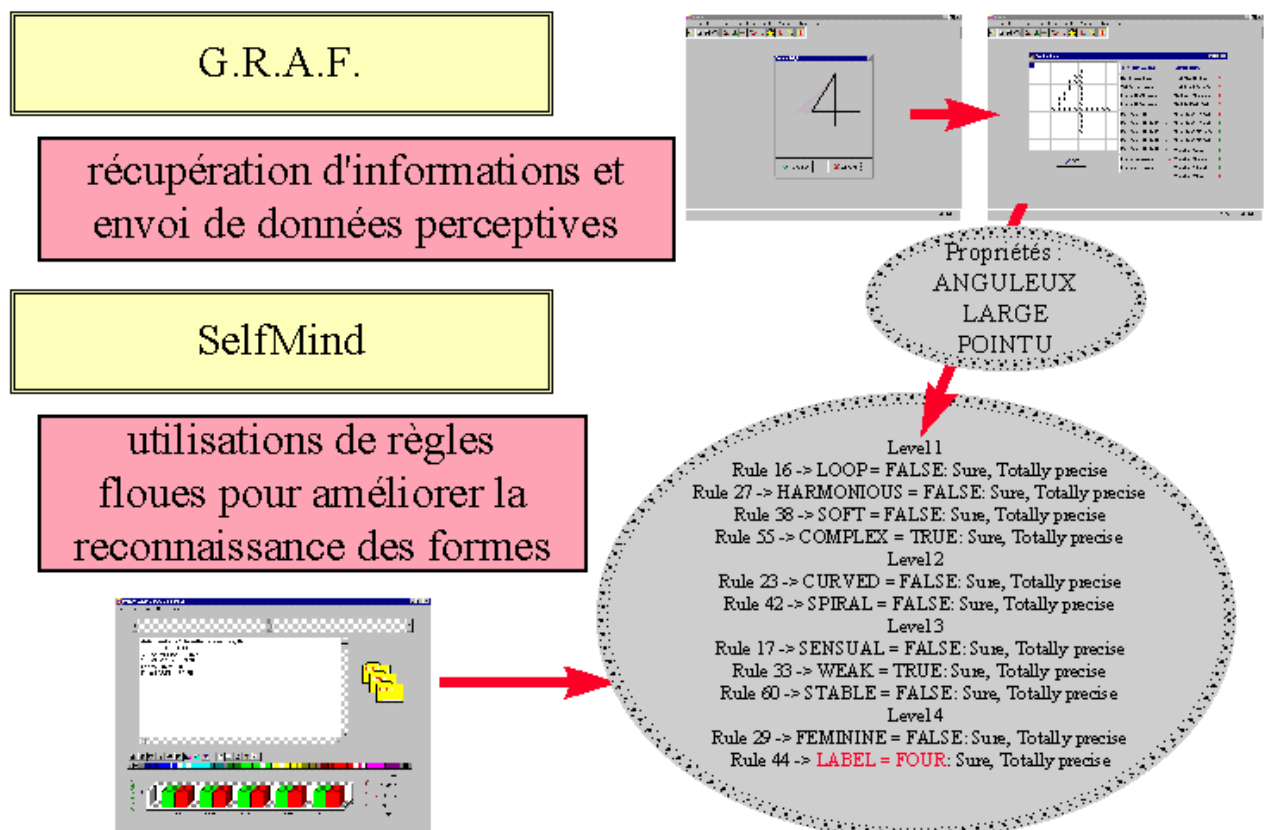 G.R.A.F.
récupération d'informations et
envoi de données perceptives
SelfMind
utilisations de règles
floues pour améliorer la
reconnaissance des formes
Propriétés :
ANGULEUX
LARGE
POINTU
Level 1
Rule 16 -> LOOP = FALSE: Sure, Totally precise
Rule 27 -> HARMONIOUS = FALSE: Sure, Totally precise
Rule 38 -> SOFT = FALSE: Sure, Totally precise
Rule 55 -> COMPLEX = TRUE: Sure, Totally precise
Level 2
Rule 23 -> CURVED = FALSE: Sure, Totally precise
Rule 42 -> SPIRAL = FALSE: Sure, Totally precise
Level 3
Rule 17 -> SENSUAL = FALSE: Sure, Totally precise
Rule 33 -> WEAK = TRUE: Sure, Totally precise
Rule 60 -> STABLE = FALSE: Sure, Totally precise
Level 4
Rule 29 -> FEMININE = FALSE: Sure, Totally precise
Rule 44 -> LABEL = FOUR: Sure, Totally precise